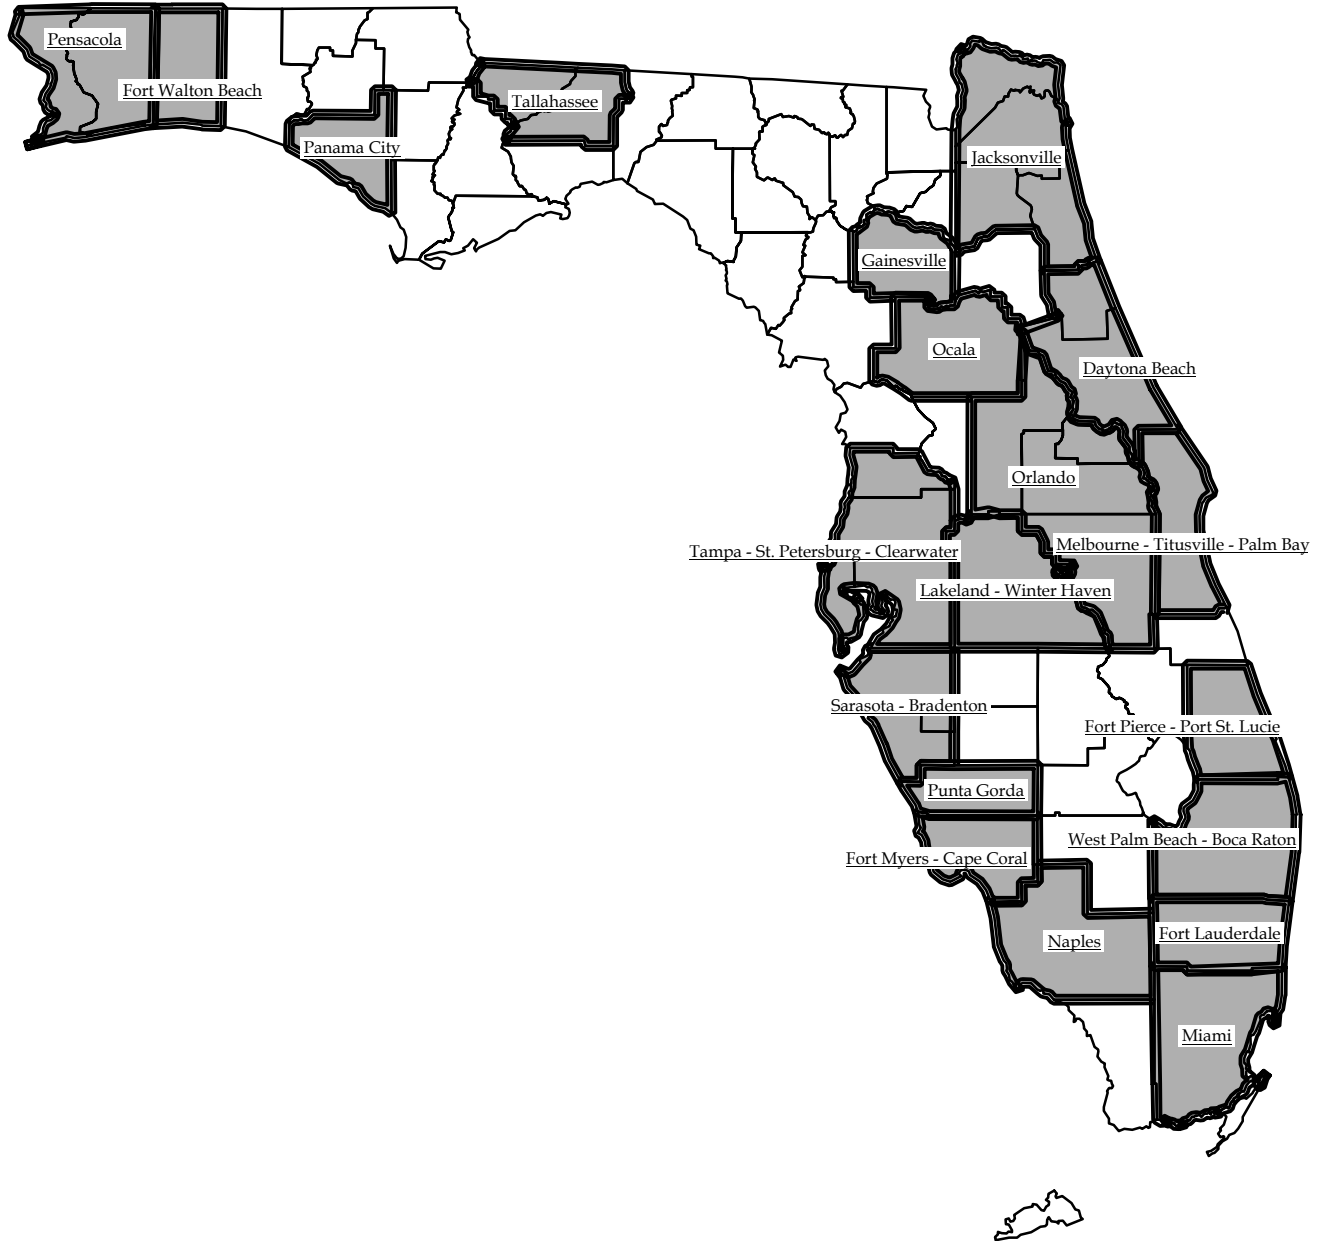 Pensacola
Fort Walton Beach
Tallahassee
Panama City
Jacksonville
Gainesville
Ocala
Daytona Beach
Orlando
Tampa - St. Petersburg - Clearwater
Melbourne - Titusville - Palm Bay
Lakeland - Winter Haven
Sarasota - Bradenton
Fort Pierce - Port St. Lucie
Punta Gorda
West Palm Beach - Boca Raton
Fort Myers - Cape Coral
Fort Lauderdale
Naples
Miami